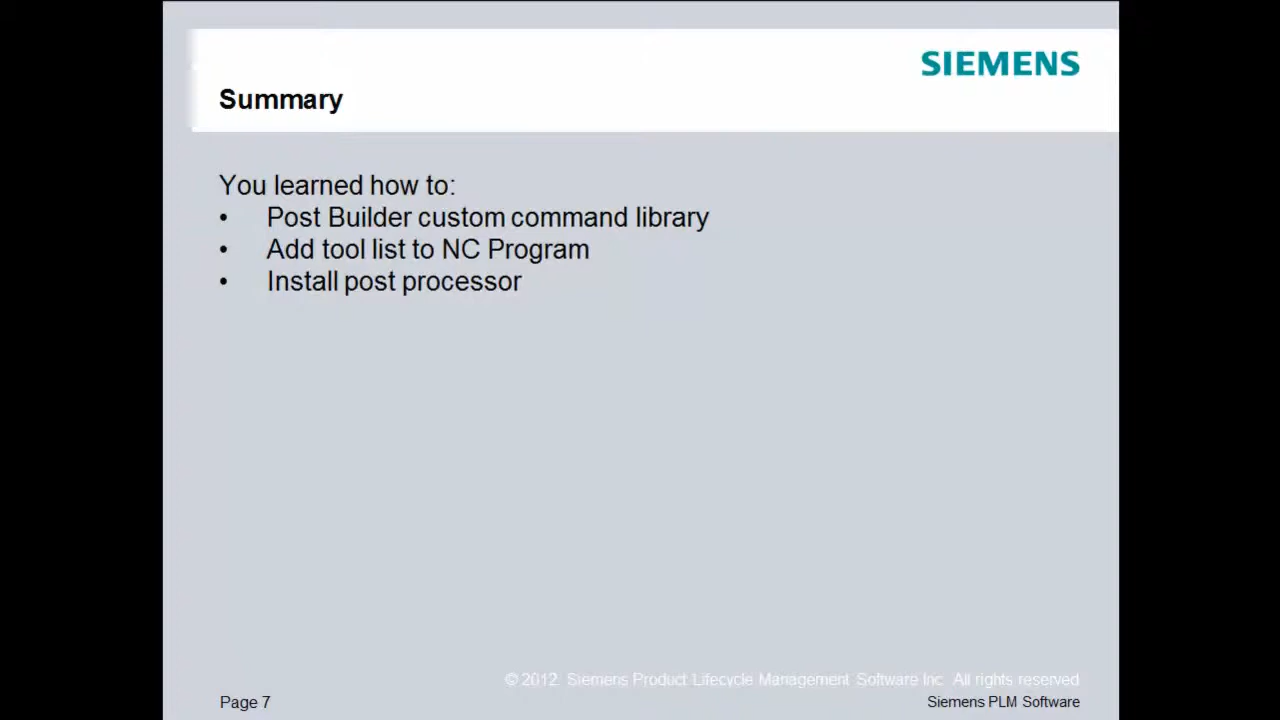 SIEMENS
Summary
You learned how to:
• Post Builder custom command library
• Add tool list to NC Program
• Install post processor
© 2012. Siemens Product Lifecycle Management Software Inc. All rights reserved
Page 7
Siemens PLM Software